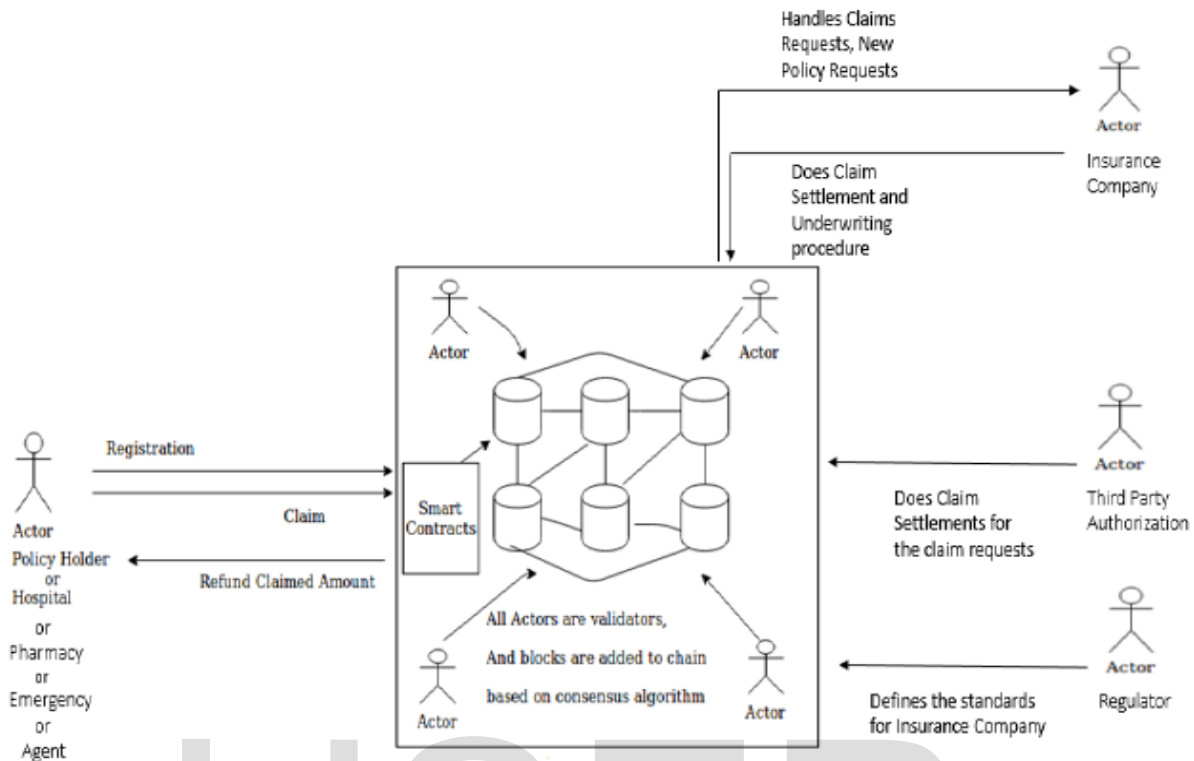 Handles Claims
Requests, New
Policy Requests
Actor
Insurance
Company
Does Claim
Settlement and
Underwriting
procedure
Actor
Actor
Registration
Claim
Smart
Contracts
Actor
Policy Holder
or
Hospital
or
Pharmacy
or
Emergency
or
Agent
Refund Claimed Amount
Actor
Third Party
Authorization
Does Claim
Settlements for
the claim requests
All Actors are validators,
And blocks are added to chain
based on consensus algorithm
Actor
Actor
Actor
Regulator
Defines the standards
for Insurance Company